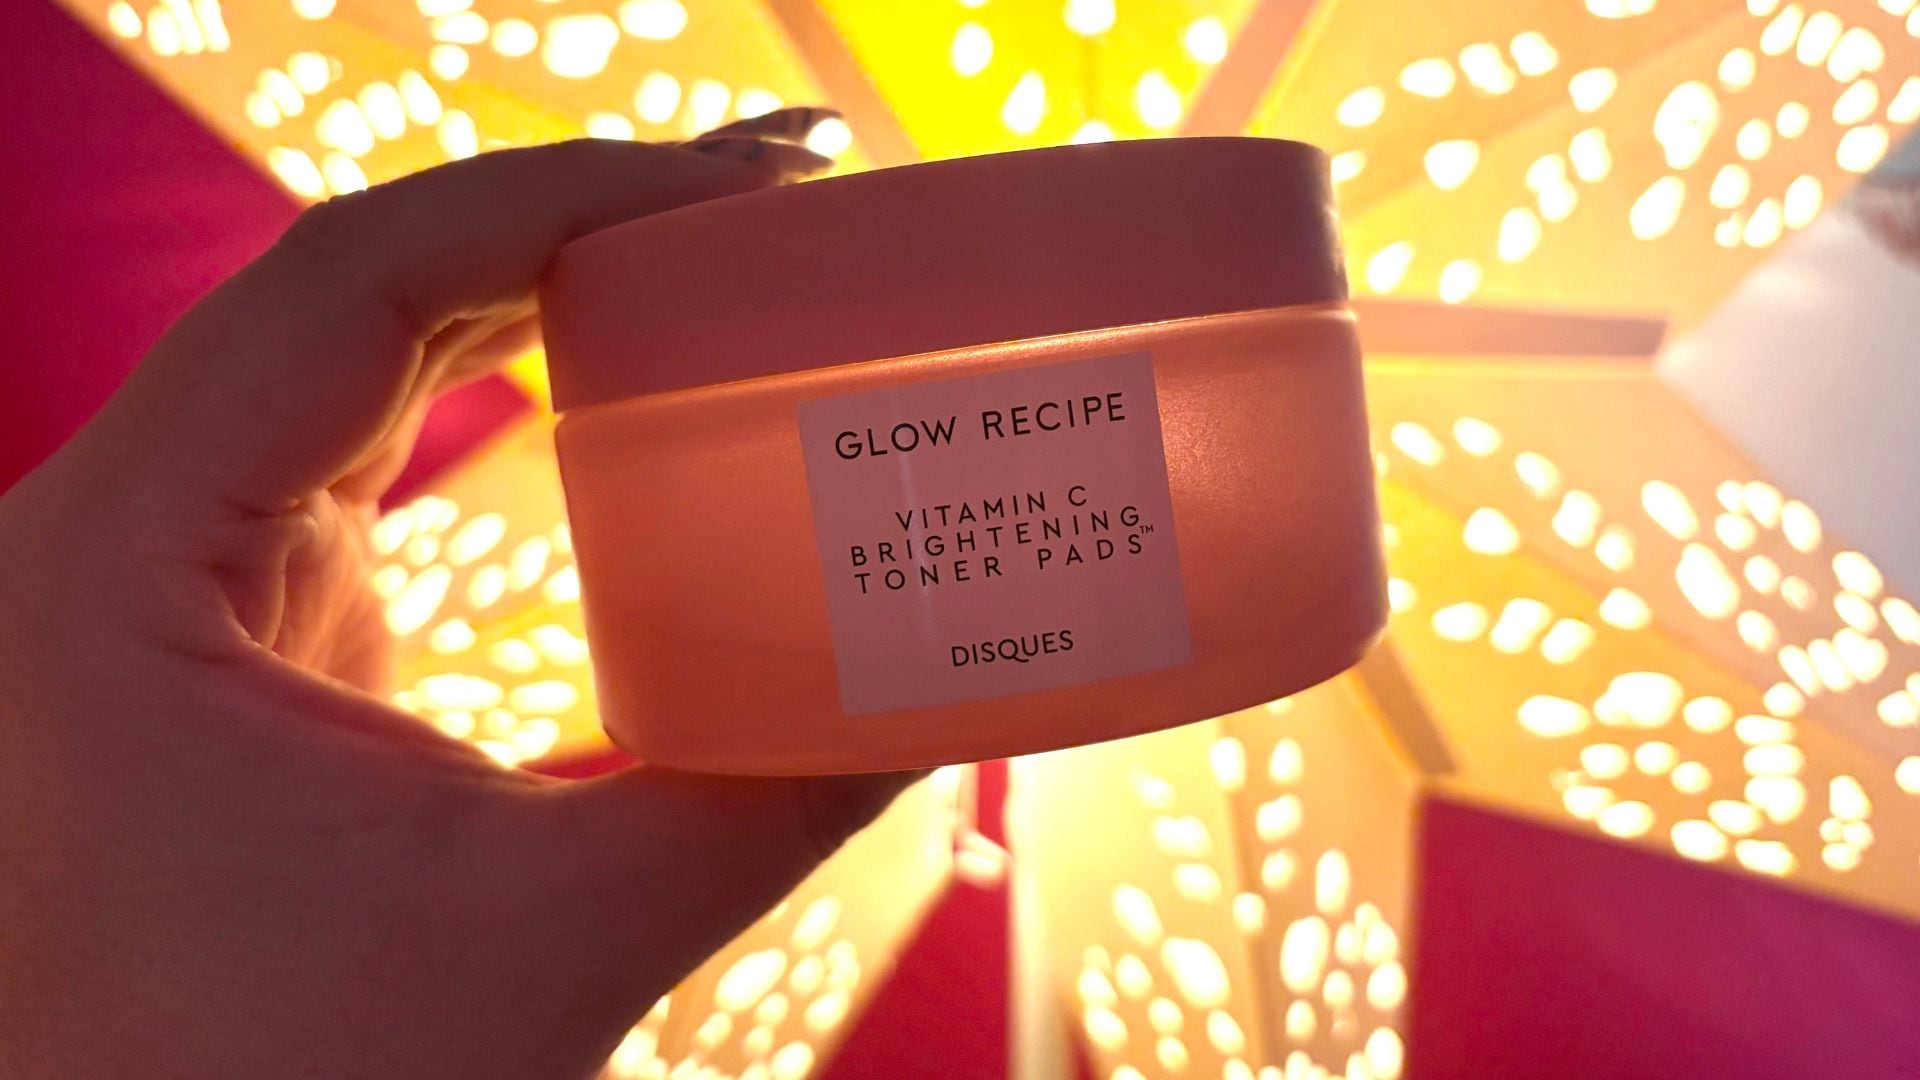 GLOW RECIPE
VITAMIN C
BRIGHTENING
TONER PADS™
DISQUES